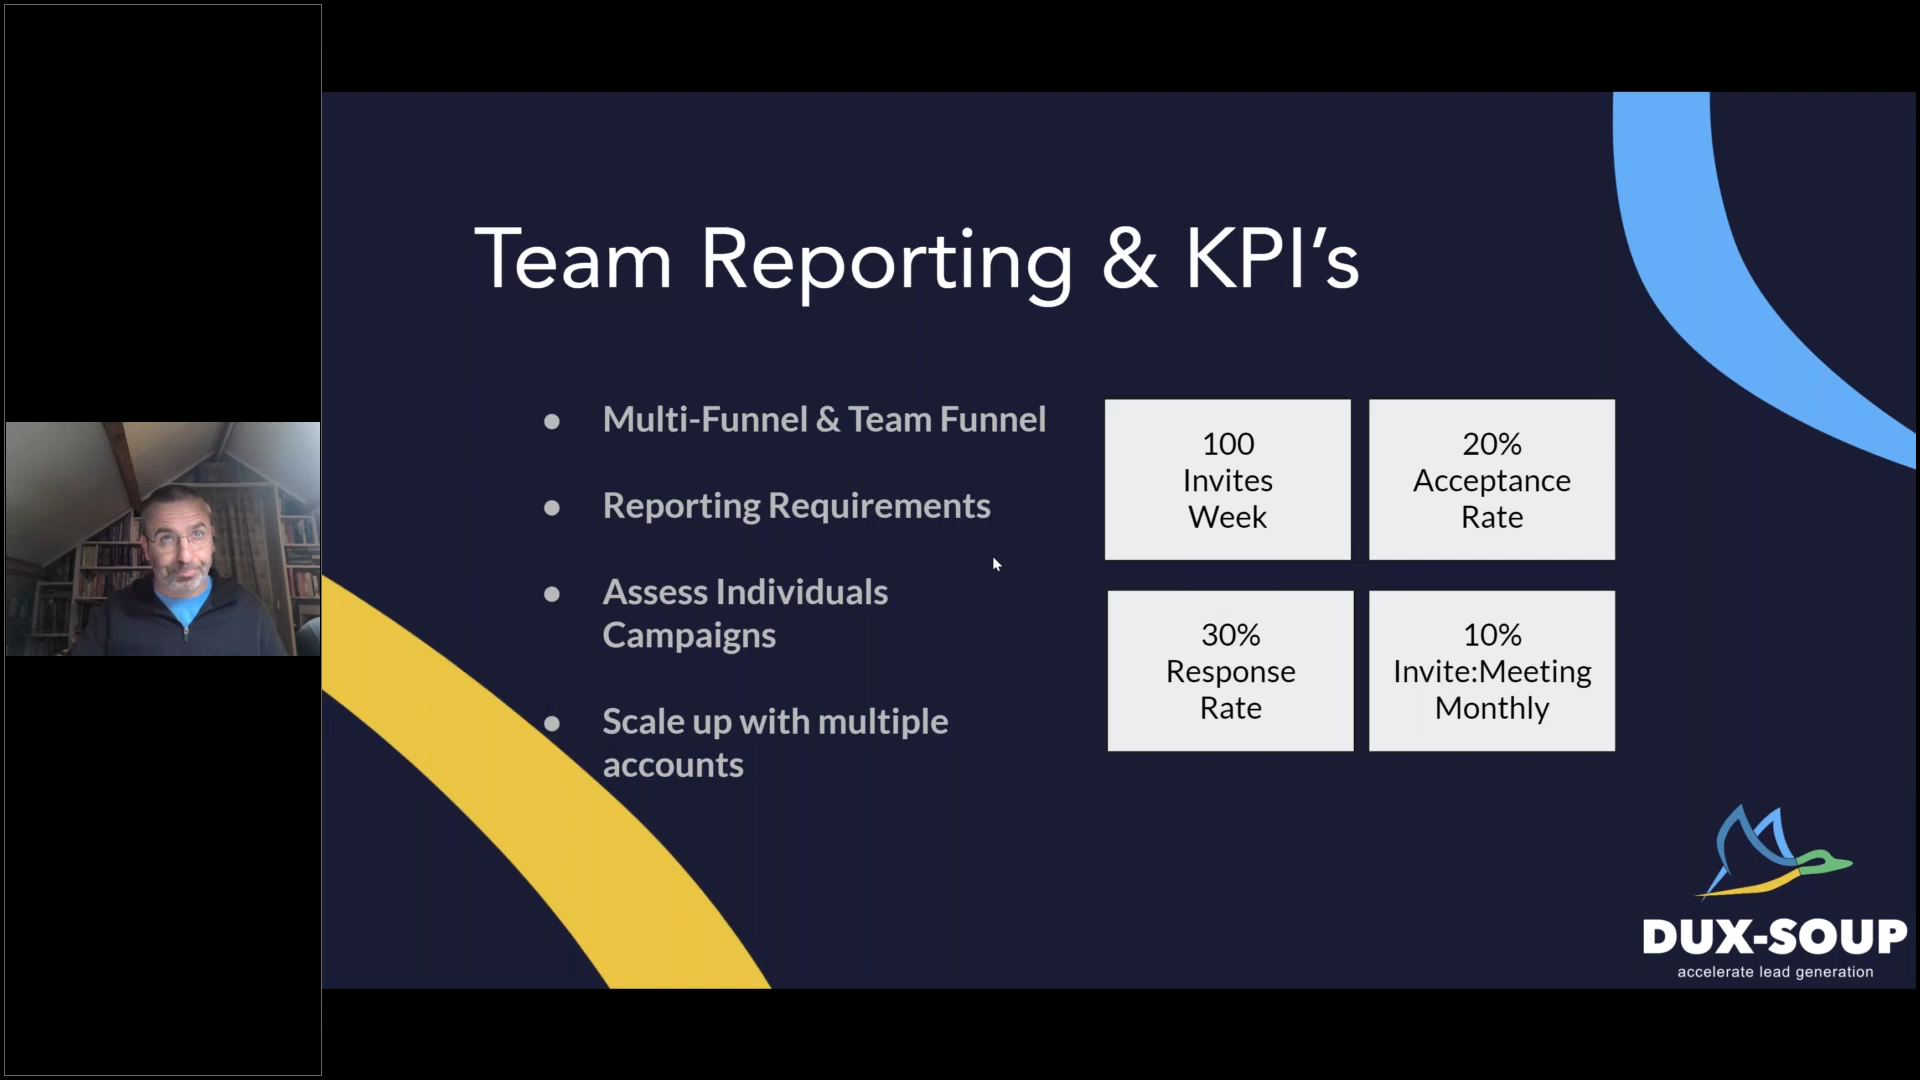 Team Reporting & KPI’s
● Multi-Funnel & Team Funnel
● Reporting Requirements
● Assess Individuals
Campaigns
● Scale up with multiple
accounts
100
Invites
Week
20%
Acceptance
Rate
30%
Response
Rate
10%
Invite:Meeting
Monthly
DUX-SOUP
accelerate lead generation